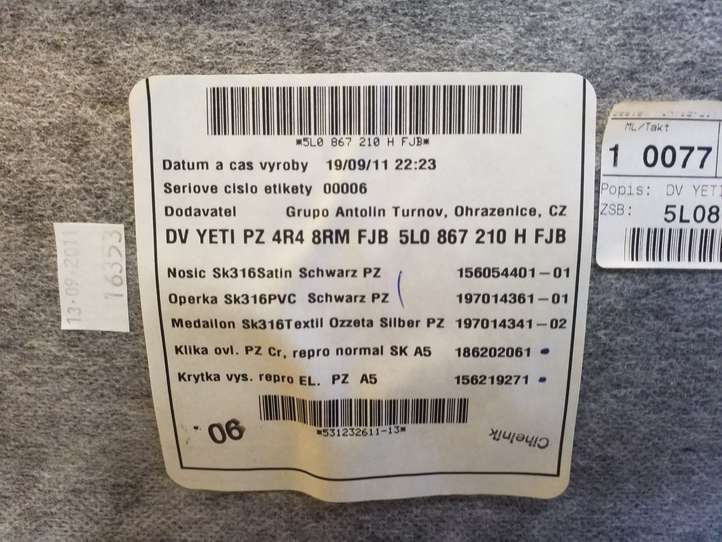 *5L0 867 210 H FJB*
Datum a cas vyroby 19/09/11 22:23
Seriove cislo etikety 00006
Dodavatel Grupo Antolin Turnov, Ohrazenice, CZ
DV YETI PZ 4R4 8RM FJB 5L0 867 210 H FJB
Nosic Sk316Satin Schwarz PZ 156054401-01
Operka Sk316PVC Schwarz PZ 197014361-01
Medailon Sk316Textil Ozzeta Silber PZ 197014341-02
Klika ovl. PZ Cr, repro normal SK A5 186202061
Krytka vys. repro EL. PZ A5 156219271
06
*531232611-13*
Cihelnik
13-09-2011
16353
ML/Takt
1 0077
Popis: DV YETI
ZSB: 5L08